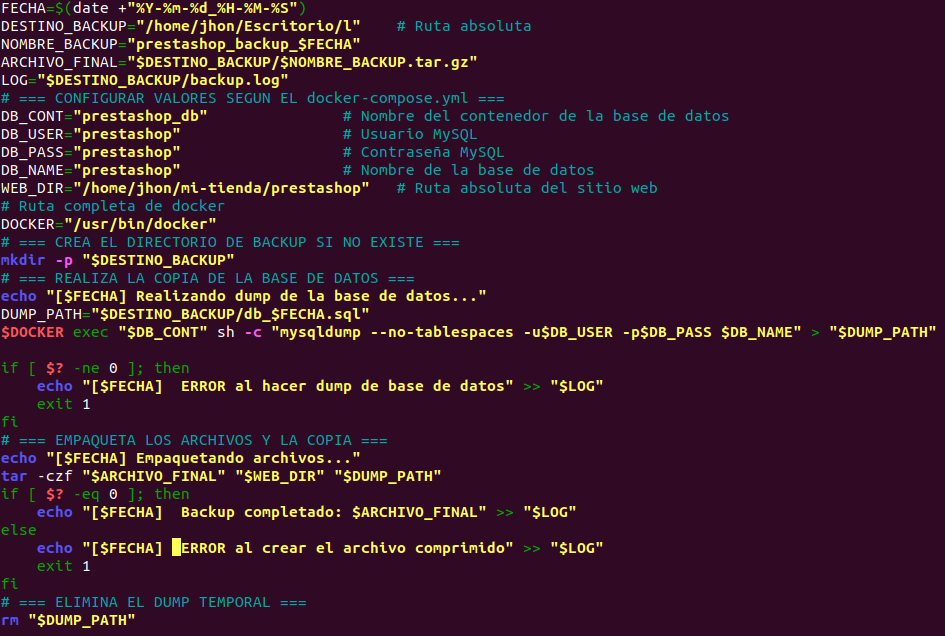 FECHA=$(date +"%Y-%m-%d_%H-%M-%S")
DESTINO_BACKUP="/home/jhon/Escritorio/l"    # Ruta absoluta
NOMBRE_BACKUP="prestashop_backup_$FECHA"
ARCHIVO_FINAL="$DESTINO_BACKUP/$NOMBRE_BACKUP.tar.gz"
LOG="$DESTINO_BACKUP/backup.log"
# === CONFIGURAR VALORES SEGUN EL docker-compose.yml ===
DB_CONT="prestashop_db"               # Nombre del contenedor de la base de datos
DB_USER="prestashop"                  # Usuario MySQL
DB_PASS="prestashop"                  # Contraseña MySQL
DB_NAME="prestashop"                  # Nombre de la base de datos
WEB_DIR="/home/jhon/mi-tienda/prestashop"   # Ruta absoluta del sitio web
# Ruta completa de docker
DOCKER="/usr/bin/docker"
# === CREA EL DIRECTORIO DE BACKUP SI NO EXISTE ===
mkdir -p "$DESTINO_BACKUP"
# === REALIZA LA COPIA DE LA BASE DE DATOS ===
echo "[$FECHA] Realizando dump de la base de datos..."
DUMP_PATH="$DESTINO_BACKUP/db_$FECHA.sql"
$DOCKER exec "$DB_CONT" sh -c "mysqldump --no-tablespaces -u$DB_USER -p$DB_PASS $DB_NAME" > "$DUMP_PATH"

if [ $? -ne 0 ]; then
    echo "[$FECHA]  ERROR al hacer dump de base de datos" >> "$LOG"
    exit 1
fi
# === EMPAQUETA LOS ARCHIVOS Y LA COPIA ===
echo "[$FECHA] Empaquetando archivos..."
tar -czf "$ARCHIVO_FINAL" "$WEB_DIR" "$DUMP_PATH"
if [ $? -eq 0 ]; then
    echo "[$FECHA]  Backup completado: $ARCHIVO_FINAL" >> "$LOG"
else
    echo "[$FECHA]  ERROR al crear el archivo comprimido" >> "$LOG"
    exit 1
fi
# === ELIMINA EL DUMP TEMPORAL ===
rm "$DUMP_PATH"